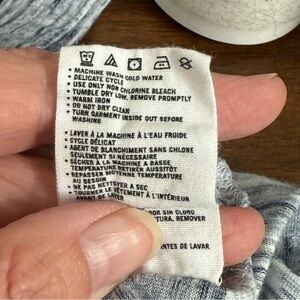 • MACHINE WASH COLD WATER
• DELICATE CYCLE
• USE ONLY NON CHLORINE BLEACH
• TUMBLE DRY LOW, REMOVE PROMPTLY
• WARM IRON
• DO NOT DRY CLEAN
TURN GARMENT INSIDE OUT BEFORE
WASHING
• LAVER À LA MACHINE À L'EAU FROIDE
• CYCLE DÉLICAT
• AGENT DE BLANCHIMENT SANS CHLORE
SEULEMENT SI NÉCESSAIRE
• SÉCHER À LA MACHINE A BASSE
TEMPÉRATURE RETIRER AUSSITÔT
• REPASSER MOYENNE TEMPÉRATURE
AU BESOIN
• NE PAS NETTOYER A SEC
• TOURNER LE VÊTEMENT À L'INTÉRIEUR
AVANT DE LAVER
SIN CLORO
REMOVER
ANTES DE LAVAR